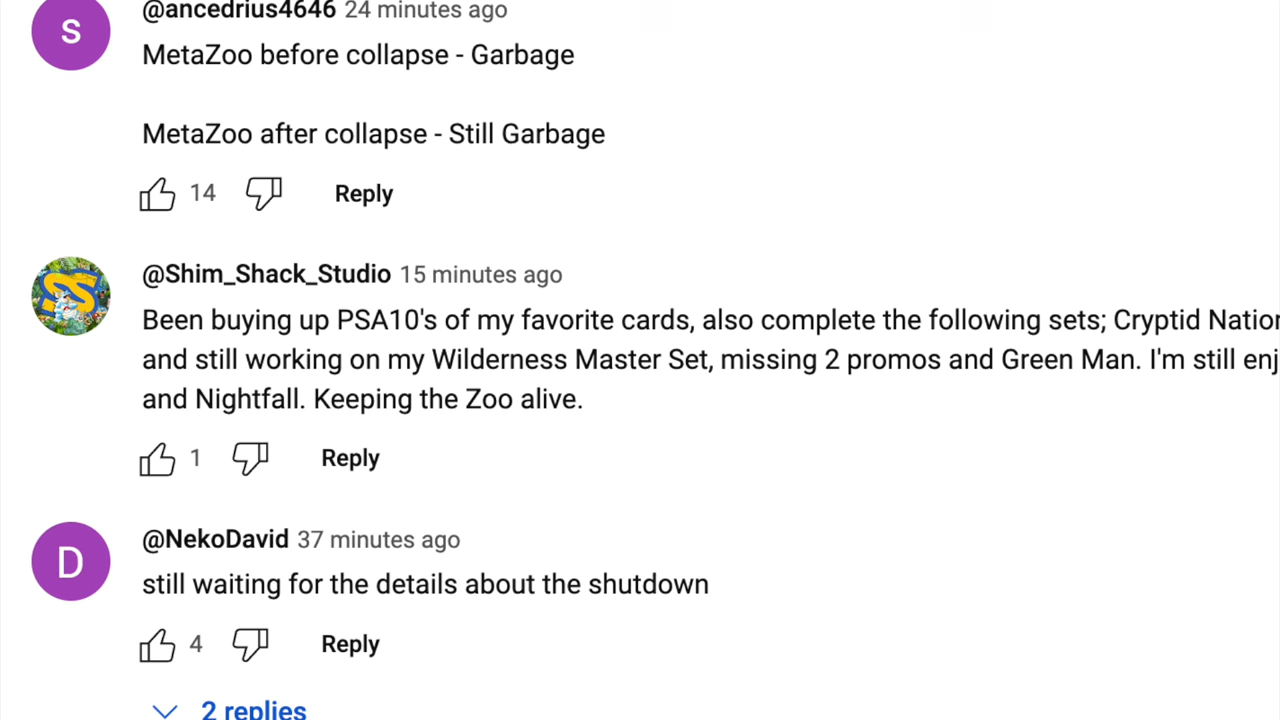 S
@ancedrius4646 24 minutes ago
MetaZoo before collapse - Garbage
MetaZoo after collapse - Still Garbage
14 Reply
SS
@Shim_Shack_Studio 15 minutes ago
Been buying up PSA10's of my favorite cards, also complete the following sets; Cryptid Nation
and still working on my Wilderness Master Set, missing 2 promos and Green Man. I'm still enj
and Nightfall. Keeping the Zoo alive.
1 Reply
D
@NekoDavid 37 minutes ago
still waiting for the details about the shutdown
4 Reply
2 replies